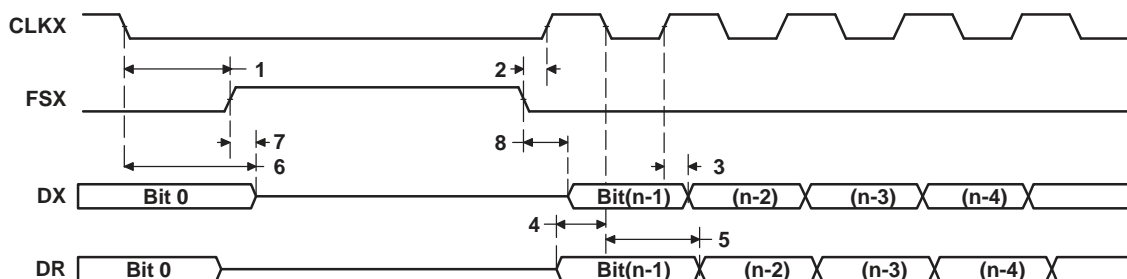 CLKX
1 2
FSX
7 8
6 3
DX Bit 0 Bit(n-1) (n-2) (n-3) (n-4)
4 5
DR Bit 0 Bit(n-1) (n-2) (n-3) (n-4)